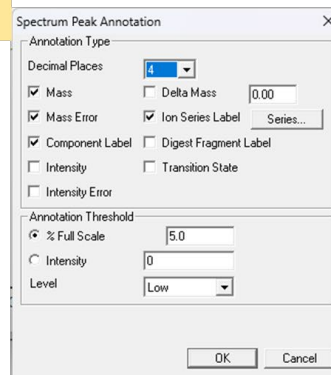 Spectrum Peak Annotation
Annotation Type
Decimal Places 4
Mass Delta Mass 0.00
Mass Error Ion Series Label Series...
Component Label Digest Fragment Label
Intensity Transition State
Intensity Error
Annotation Threshold
% Full Scale 5.0
Intensity 0
Level Low
OK Cancel